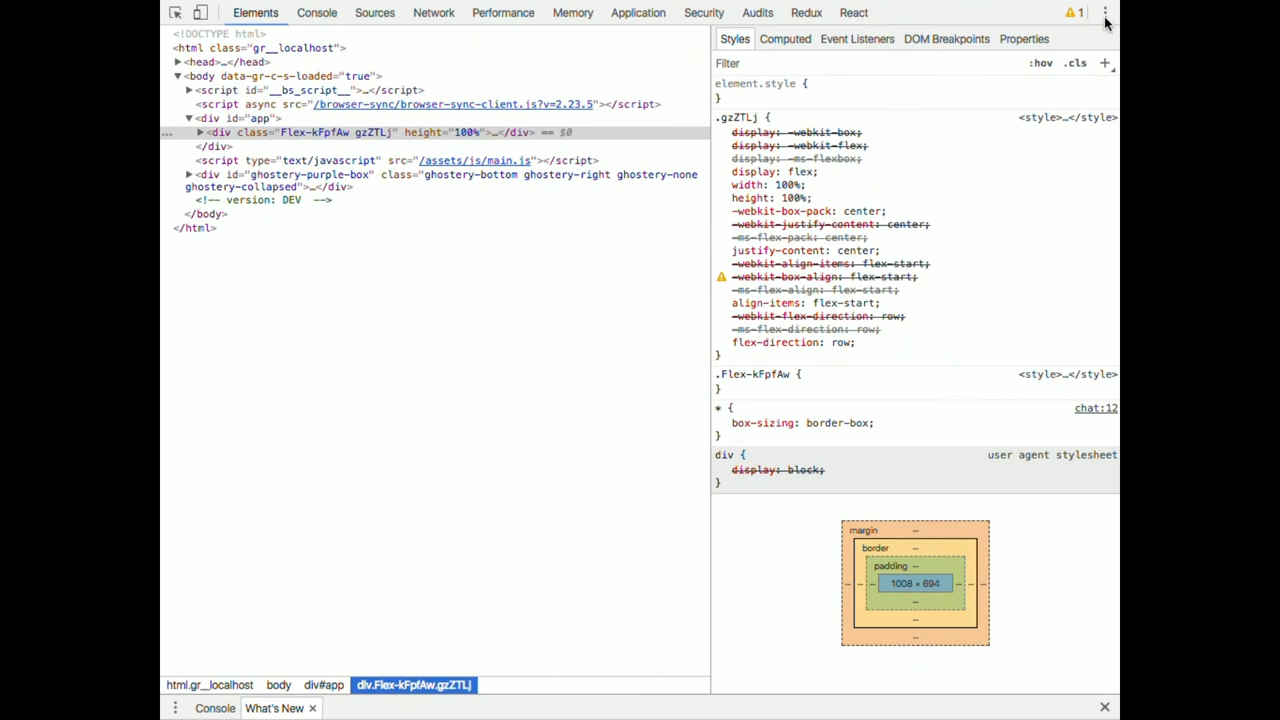 Elements Console Sources Network Performance Memory Application Security Audits Redux React 1
<!DOCTYPE html>
<html class="gr__localhost">
<head>…</head>
<body data-gr-c-s-loaded="true">
<script id="__bs_script__">…</script>
<script async src="/browser-sync/browser-sync-client.js?v=2.23.5"></script>
<div id="app">
… <div class="Flex-kFpfAw gzZTLj" height="100%">…</div> == $0
</div>
<script type="text/javascript" src="/assets/js/main.js"></script>
<div id="ghostery-purple-box" class="ghostery-bottom ghostery-right ghostery-none
ghostery-collapsed">…</div>
<!-- version: DEV -->
</body>
</html>
html.gr__localhost body div#app div.Flex-kFpfAw.gzZTLj
Styles Computed Event Listeners DOM Breakpoints Properties
Filter :hov .cls +
element.style {
}
.gzZTLj { <style>…</style>
display: -webkit-box;
display: -webkit-flex;
display: -ms-flexbox;
display: flex;
width: 100%;
height: 100%;
-webkit-box-pack: center;
-webkit-justify-content: center;
-ms-flex-pack: center;
justify-content: center;
-webkit-align-items: flex-start;
-webkit-box-align: flex-start;
-ms-flex-align: flex-start;
align-items: flex-start;
-webkit-flex-direction: row;
-ms-flex-direction: row;
flex-direction: row;
}
.Flex-kFpfAw { <style>…</style>
}
* { chat:12
box-sizing: border-box;
}
div { user agent stylesheet
display: block;
}
margin –
border –
padding –
– – – 1008 × 694 – – –
–
–
–
Console What's New ×